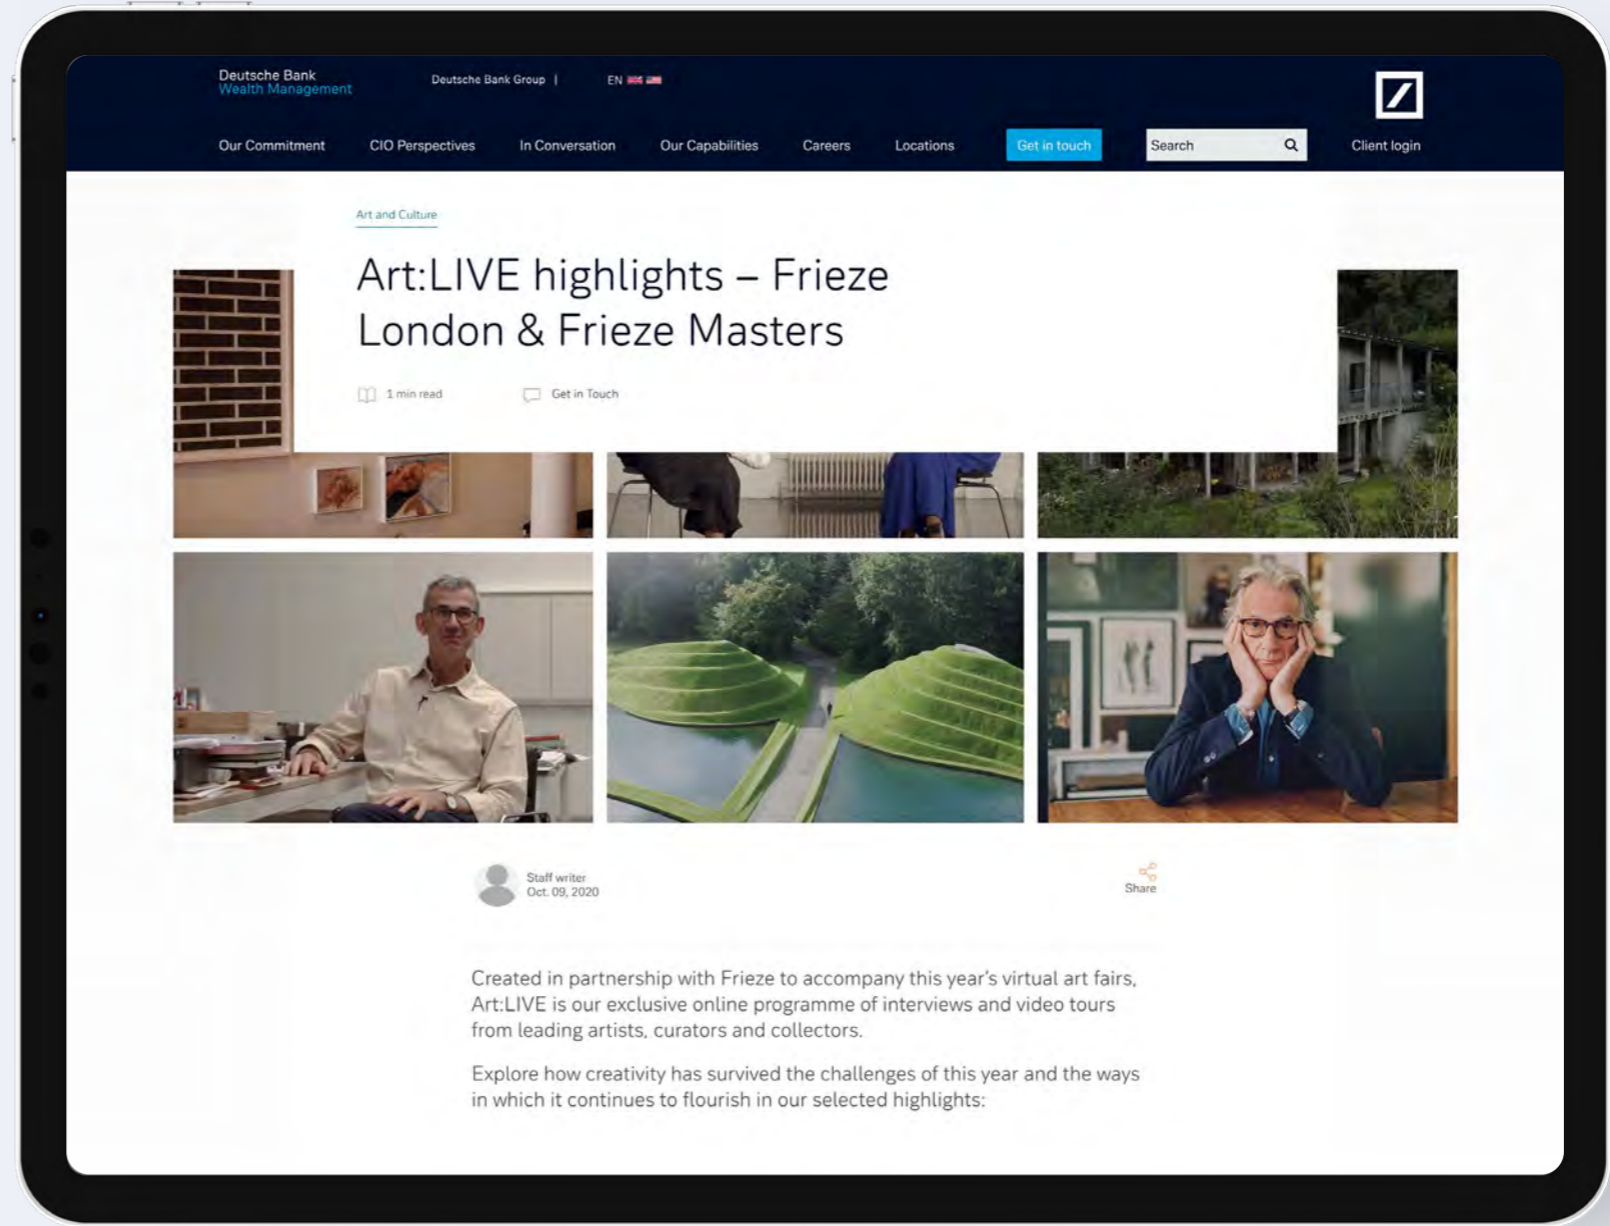 Deutsche Bank
Wealth Management
Deutsche Bank Group |
EN
Our Commitment
CIO Perspectives
In Conversation
Our Capabilities
Careers
Locations
Get in touch
Search
Client login
Art and Culture
Art:LIVE highlights – Frieze
London & Frieze Masters
1 min read
Get in Touch
Staff writer
Oct. 09, 2020
Share
Created in partnership with Frieze to accompany this year's virtual art fairs,
Art:LIVE is our exclusive online programme of interviews and video tours
from leading artists, curators and collectors.
Explore how creativity has survived the challenges of this year and the ways
in which it continues to flourish in our selected highlights: